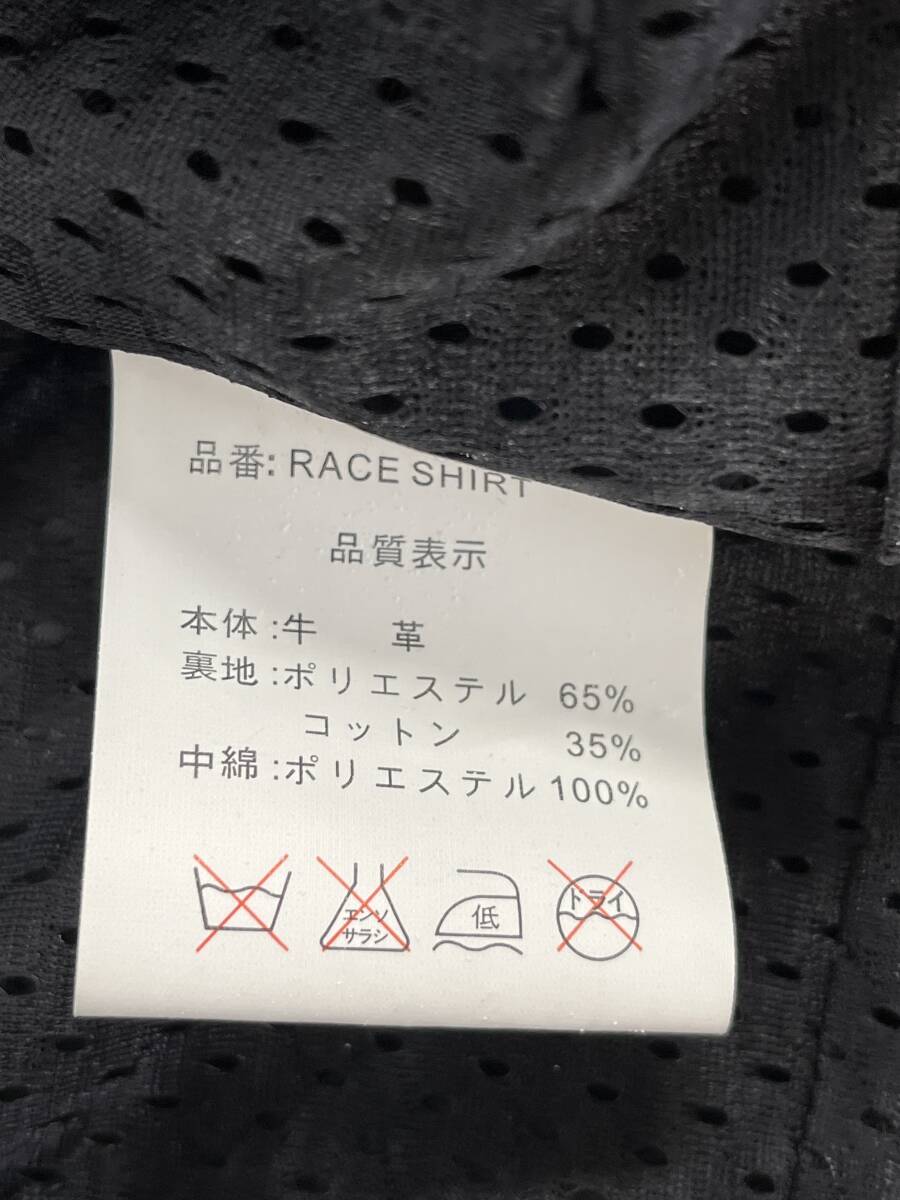 品番: RACE SHIRT
品質表示
本体:牛 革
裏地:ポリエステル 65%
コットン 35%
中綿:ポリエステル 100%
エンソ
サラシ
低
ドライ